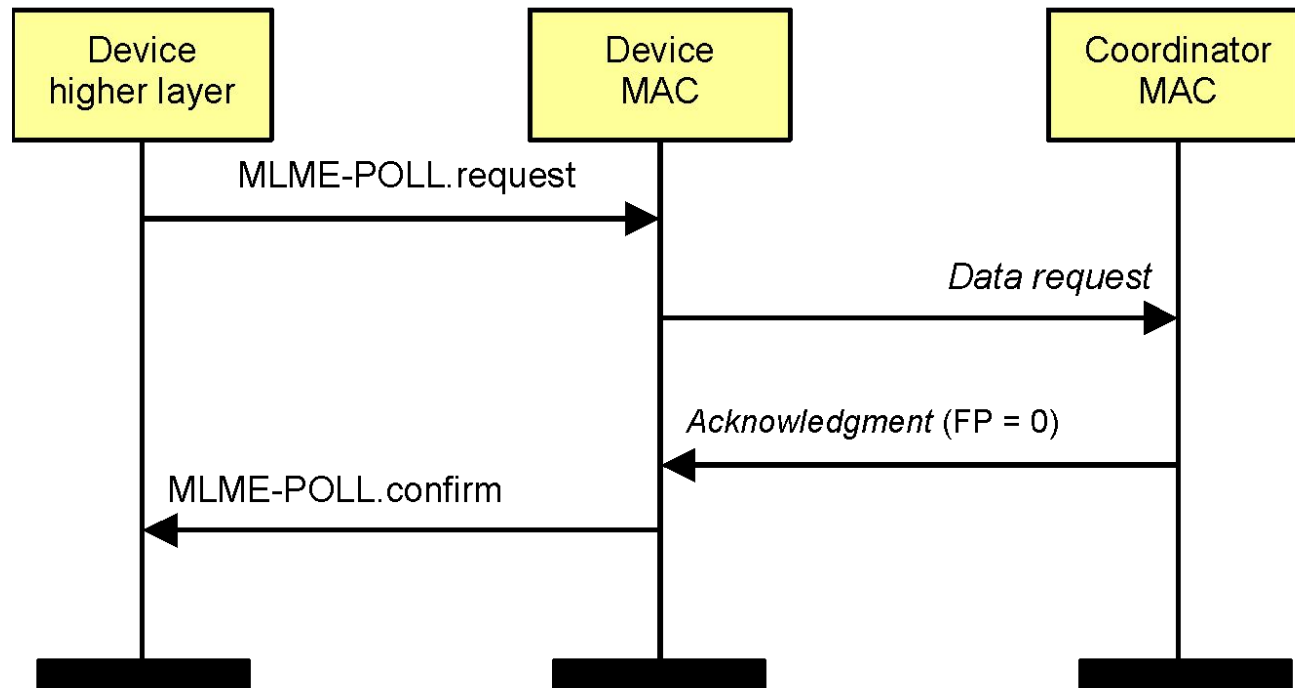 Device
higher layer
Device
MAC
Coordinator
MAC
MLME-POLL.request
Data request
Acknowledgment (FP = 0)
MLME-POLL.confirm